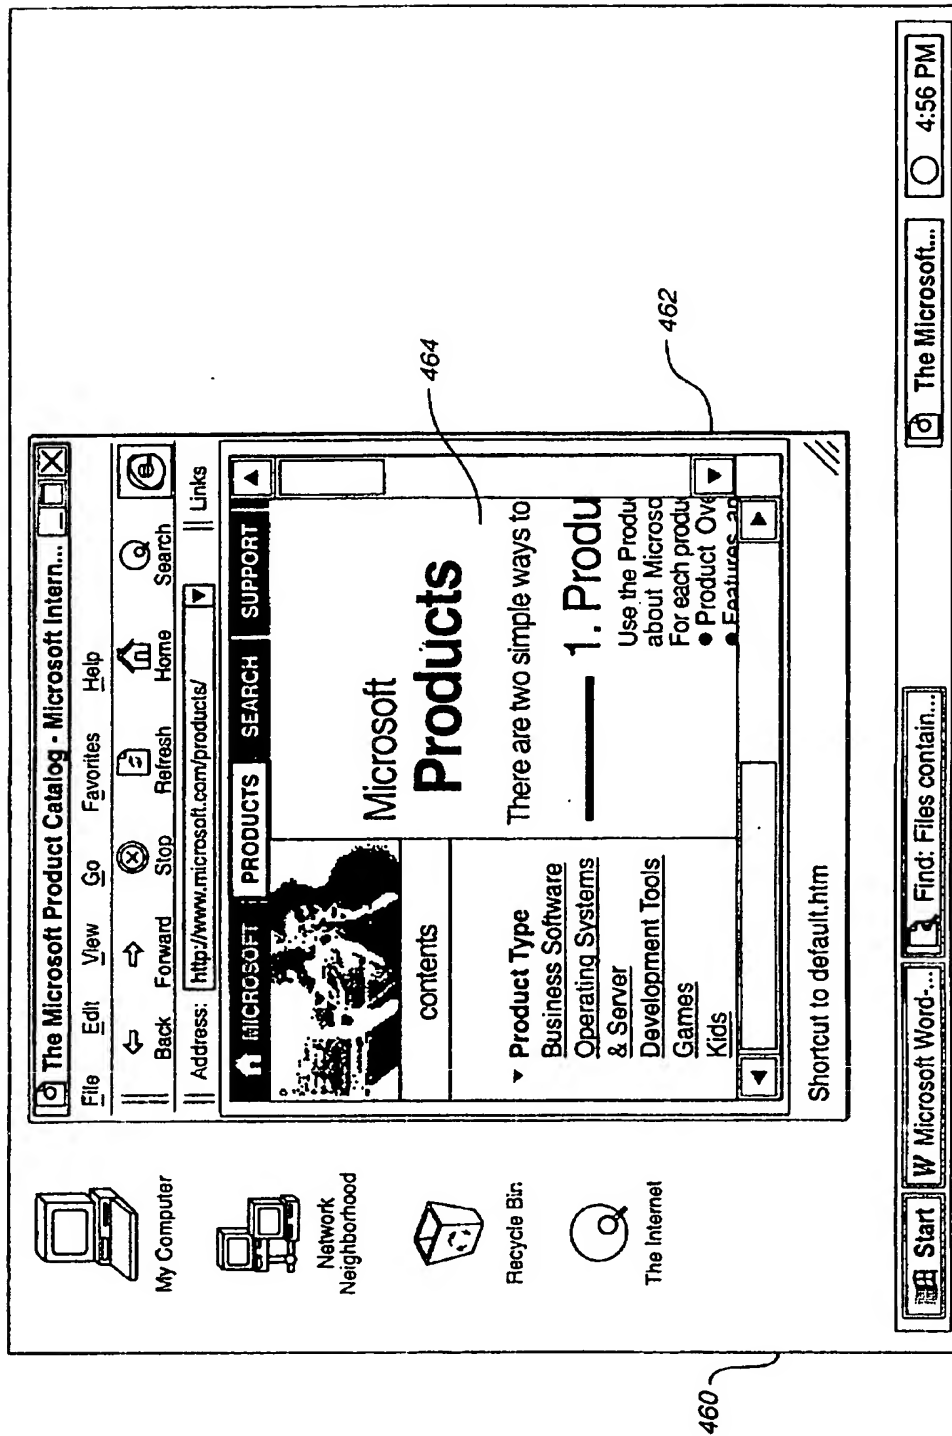 The Microsoft Product Catalog - Microsoft Intern...
File Edit View Go Favorites Help
Back Forward Stop Refresh Home Search
Address: http://www.microsoft.com/products/ Links
MICROSOFT PRODUCTS SEARCH SUPPORT
contents
Product Type
Business Software
Operating Systems
& Server
Development Tools
Games
Kids
Microsoft
Products
There are two simple ways to
1. Produ
Use the Produ
about Microso
For each produ
• Product Ove
• Features an
Shortcut to default.htm
My Computer
Network
Neighborhood
Recycle Bin
The Internet
Start W Microsoft Word-... Find: Files contain... The Microsoft... 4:56 PM
464
462
460